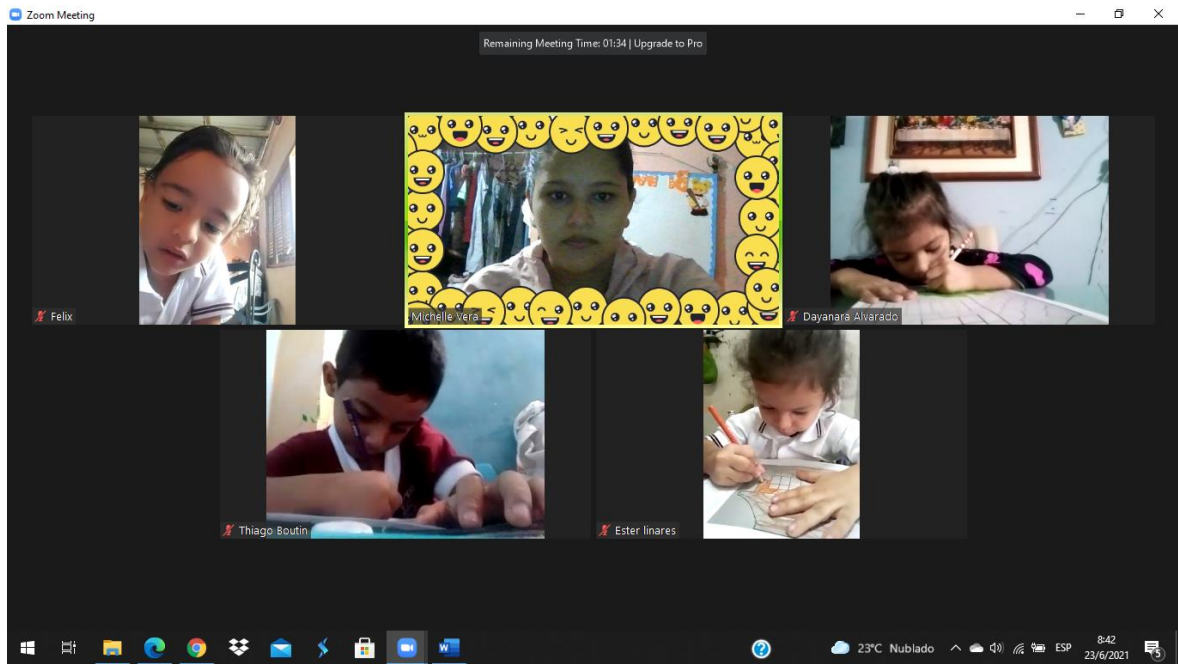 Zoom Meeting
Remaining Meeting Time: 01:34 | Upgrade to Pro
Felix
Michelle Vera
Dayanara Alvarado
Thiago Boutin
Ester linares
23°C Nublado
ESP
8:42
23/6/2021
5